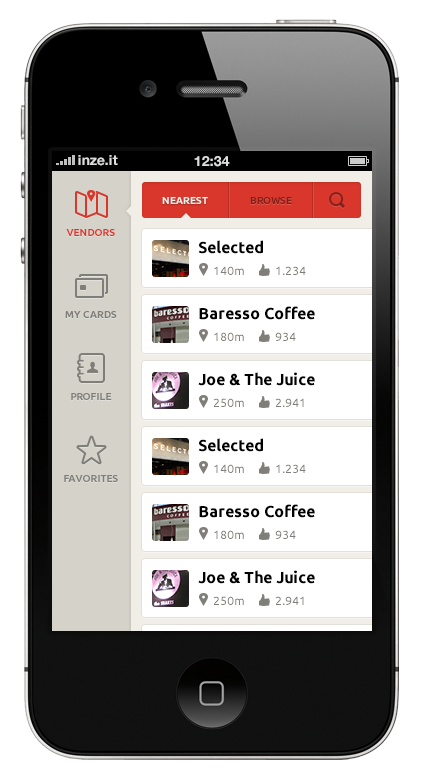 inze.it 12:34
VENDORS
MY CARDS
PROFILE
FAVORITES
NEAREST BROWSE
Selected
140m 1.234
Baresso Coffee
180m 934
Joe & The Juice
250m 2.941
Selected
140m 1.234
Baresso Coffee
180m 934
Joe & The Juice
250m 2.941